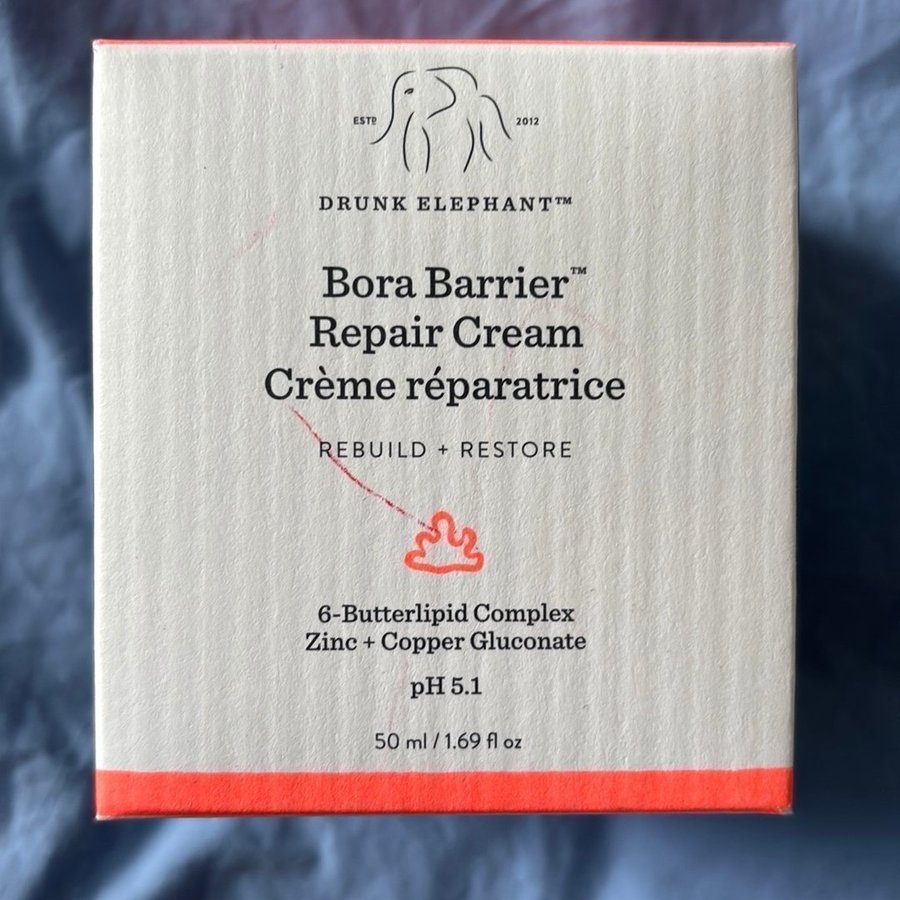 ESTD 2012
DRUNK ELEPHANT™
Bora Barrier™
Repair Cream
Crème réparatrice
REBUILD + RESTORE
6-Butterlipid Complex
Zinc + Copper Gluconate
pH 5.1
50 ml / 1.69 fl oz